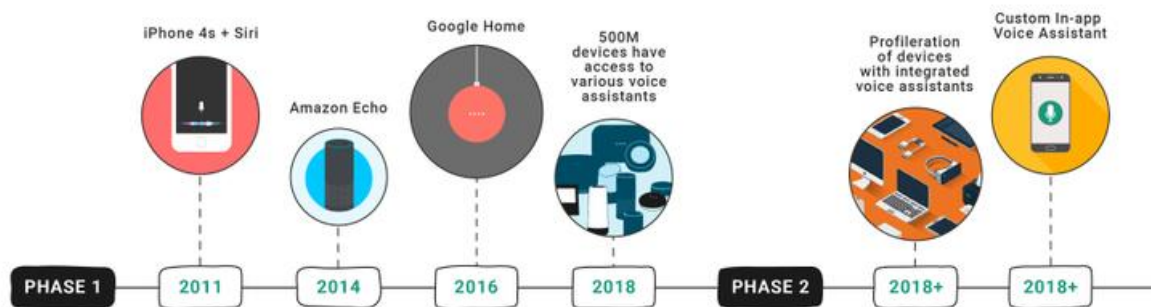 iPhone 4s + Siri
Amazon Echo
Google Home
500M
devices have
access to
various voice
assistants
Profileration
of devices
with integrated
voice assistants
Custom In-app
Voice Assistant
PHASE 1
2011
2014
2016
2018
PHASE 2
2018+
2018+